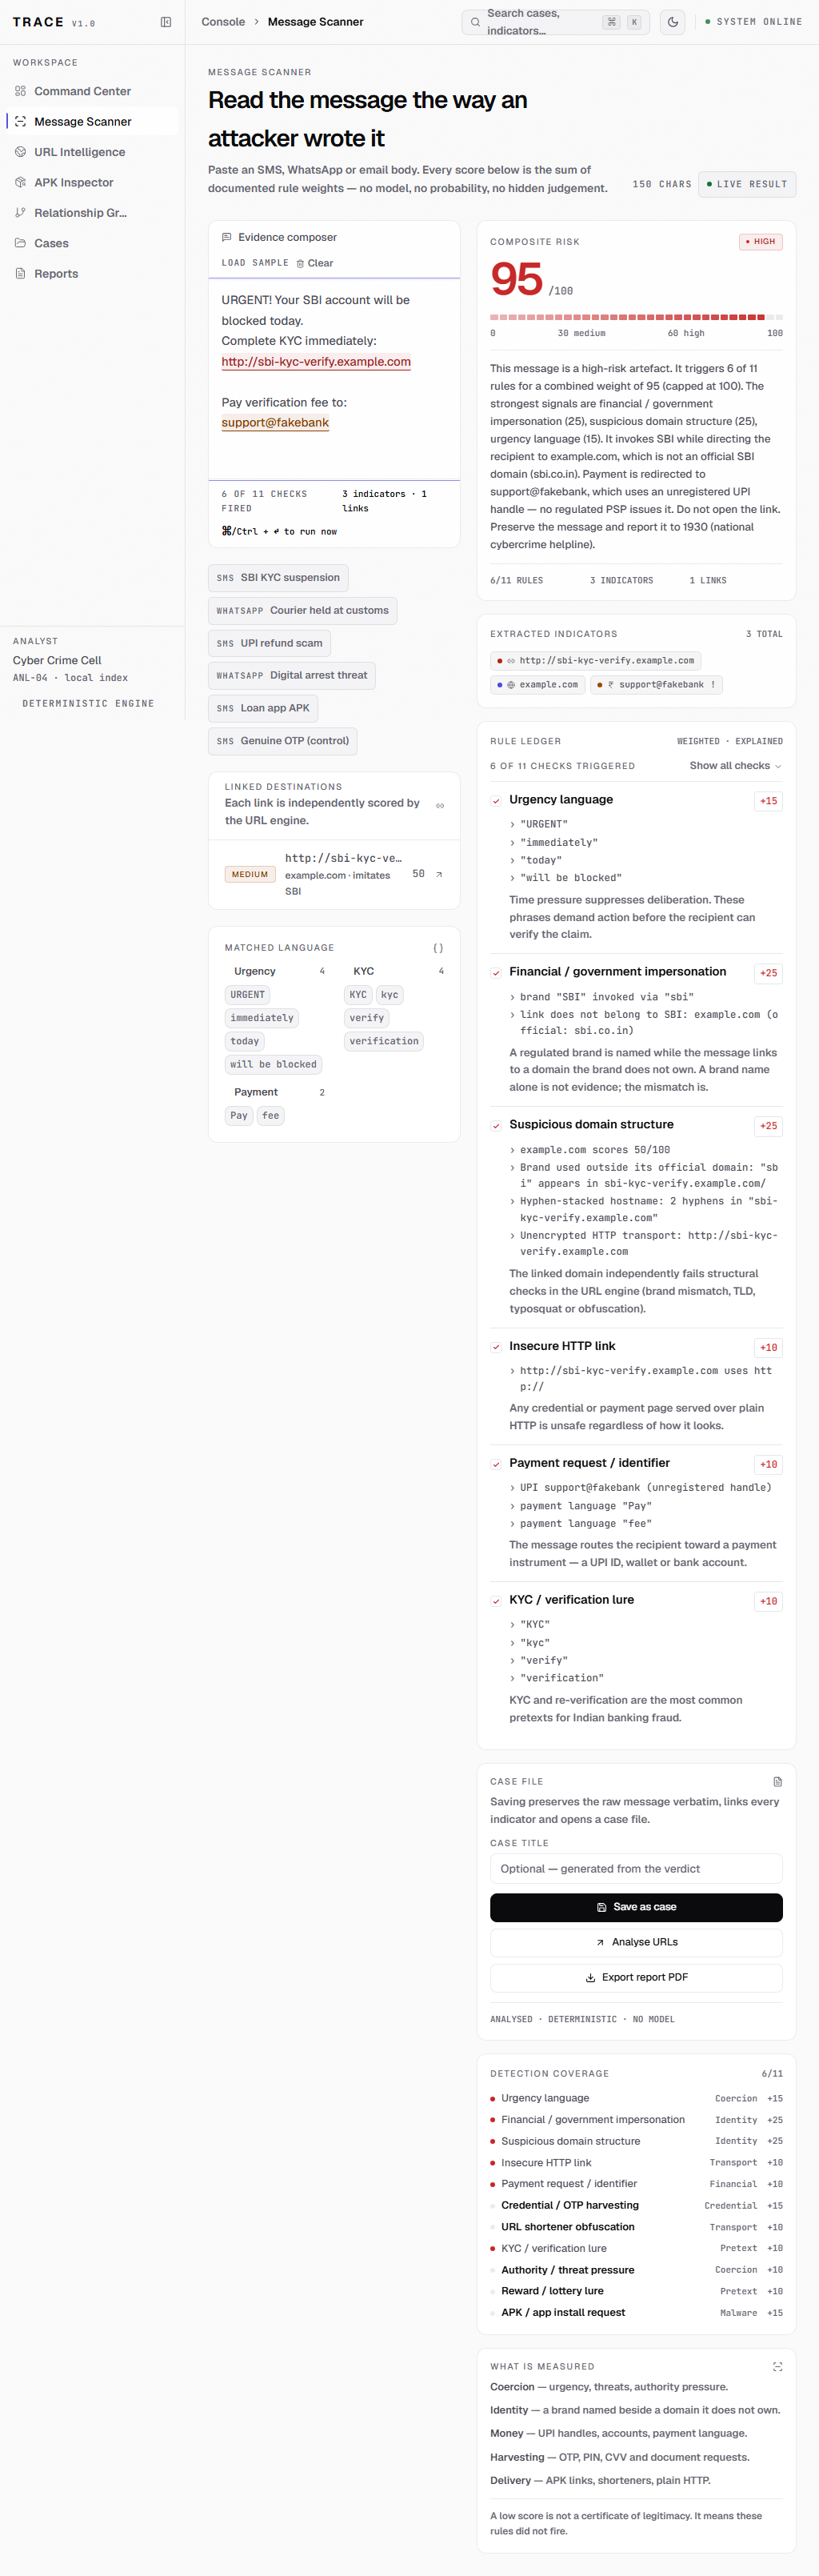 TRACE V1.0
WORKSPACE
Command Center
Message Scanner
URL Intelligence
APK Inspector
Relationship Gr...
Cases
Reports
ANALYST
Cyber Crime Cell
ANL-04 · local index
DETERMINISTIC ENGINE
Console > Message Scanner
Search cases,
indicators...
⌘ K
SYSTEM ONLINE
MESSAGE SCANNER
Read the message the way an
attacker wrote it
Paste an SMS, WhatsApp or email body. Every score below is the sum of
documented rule weights — no model, no probability, no hidden judgement.
150 CHARS
LIVE RESULT
Evidence composer
LOAD SAMPLE Clear
URGENT! Your SBI account will be
blocked today.
Complete KYC immediately:
http://sbi-kyc-verify.example.com
Pay verification fee to:
support@fakebank
6 OF 11 CHECKS
FIRED
3 indicators · 1
links
⌘/Ctrl + ↵ to run now
SMS SBI KYC suspension
WHATSAPP Courier held at customs
SMS UPI refund scam
WHATSAPP Digital arrest threat
SMS Loan app APK
SMS Genuine OTP (control)
LINKED DESTINATIONS
Each link is independently scored by
the URL engine.
MEDIUM
http://sbi-kyc-ve…
example.com · imitates
SBI
50
MATCHED LANGUAGE {}
Urgency 4
URGENT
immediately
today
will be blocked
KYC 4
KYC kyc
verify
verification
Payment 2
Pay fee
COMPOSITE RISK
HIGH
95 /100
0 30 medium 60 high 100
This message is a high-risk artefact. It triggers 6 of 11
rules for a combined weight of 95 (capped at 100). The
strongest signals are financial / government
impersonation (25), suspicious domain structure (25),
urgency language (15). It invokes SBI while directing the
recipient to example.com, which is not an official SBI
domain (sbi.co.in). Payment is redirected to
support@fakebank, which uses an unregistered UPI
handle — no regulated PSP issues it. Do not open the link.
Preserve the message and report it to 1930 (national
cybercrime helpline).
6/11 RULES 3 INDICATORS 1 LINKS
EXTRACTED INDICATORS 3 TOTAL
http://sbi-kyc-verify.example.com
example.com
₹ support@fakebank !
RULE LEDGER WEIGHTED · EXPLAINED
6 OF 11 CHECKS TRIGGERED Show all checks
Urgency language +15
› "URGENT"
› "immediately"
› "today"
› "will be blocked"
Time pressure suppresses deliberation. These
phrases demand action before the recipient can
verify the claim.
Financial / government impersonation +25
› brand "SBI" invoked via "sbi"
› link does not belong to SBI: example.com (o
fficial: sbi.co.in)
A regulated brand is named while the message links
to a domain the brand does not own. A brand name
alone is not evidence; the mismatch is.
Suspicious domain structure +25
› example.com scores 50/100
› Brand used outside its official domain: "sb
i" appears in sbi-kyc-verify.example.com/
› Hyphen-stacked hostname: 2 hyphens in "sbi-
kyc-verify.example.com"
› Unencrypted HTTP transport: http://sbi-kyc-
verify.example.com
The linked domain independently fails structural
checks in the URL engine (brand mismatch, TLD,
typosquat or obfuscation).
Insecure HTTP link +10
› http://sbi-kyc-verify.example.com uses htt
p://
Any credential or payment page served over plain
HTTP is unsafe regardless of how it looks.
Payment request / identifier +10
› UPI support@fakebank (unregistered handle)
› payment language "Pay"
› payment language "fee"
The message routes the recipient toward a payment
instrument — a UPI ID, wallet or bank account.
KYC / verification lure +10
› "KYC"
› "kyc"
› "verify"
› "verification"
KYC and re-verification are the most common
pretexts for Indian banking fraud.
CASE FILE
Saving preserves the raw message verbatim, links every
indicator and opens a case file.
CASE TITLE
Optional — generated from the verdict
Save as case
Analyse URLs
Export report PDF
ANALYSED · DETERMINISTIC · NO MODEL
DETECTION COVERAGE 6/11
Urgency language Coercion +15
Financial / government impersonation Identity +25
Suspicious domain structure Identity +25
Insecure HTTP link Transport +10
Payment request / identifier Financial +10
Credential / OTP harvesting Credential +15
URL shortener obfuscation Transport +10
KYC / verification lure Pretext +10
Authority / threat pressure Coercion +10
Reward / lottery lure Pretext +10
APK / app install request Malware +15
WHAT IS MEASURED
Coercion — urgency, threats, authority pressure.
Identity — a brand named beside a domain it does not own.
Money — UPI handles, accounts, payment language.
Harvesting — OTP, PIN, CVV and document requests.
Delivery — APK links, shorteners, plain HTTP.
A low score is not a certificate of legitimacy. It means these
rules did not fire.